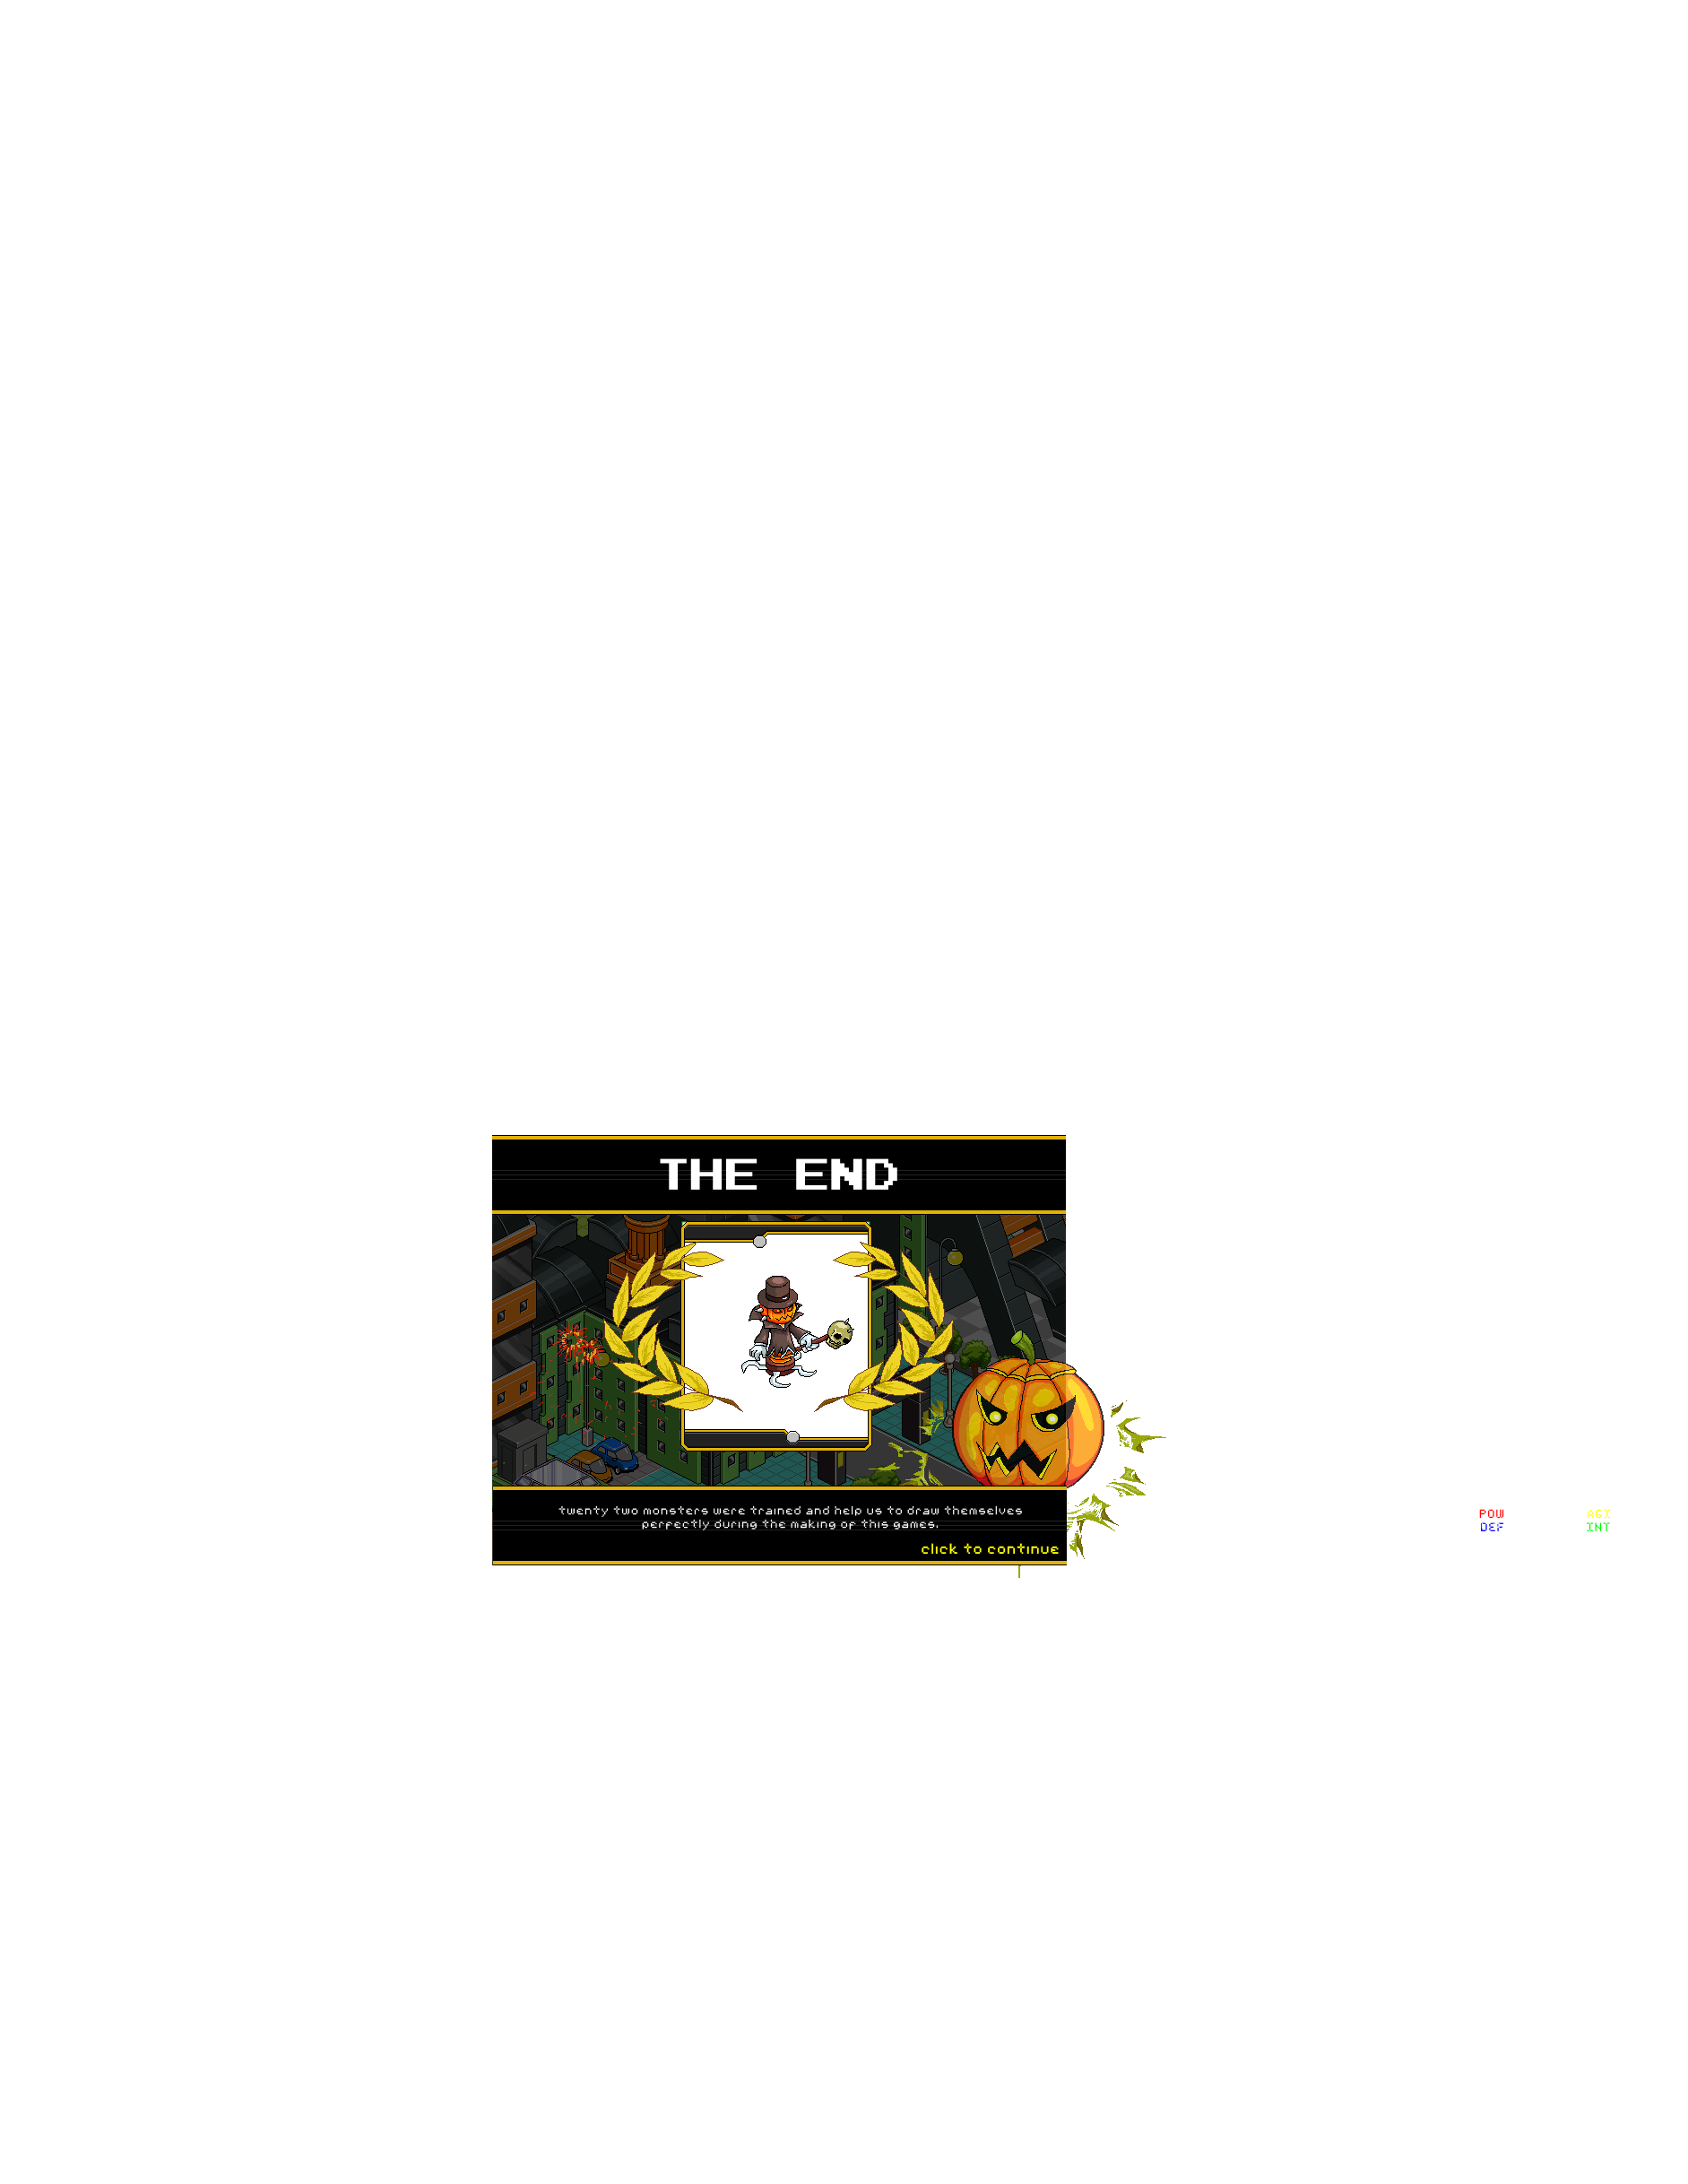 THE END
twenty two monsters were trained and help us to draw themselves
perfectly during the making of this games.
click to continue
POW AGI
DEF INT